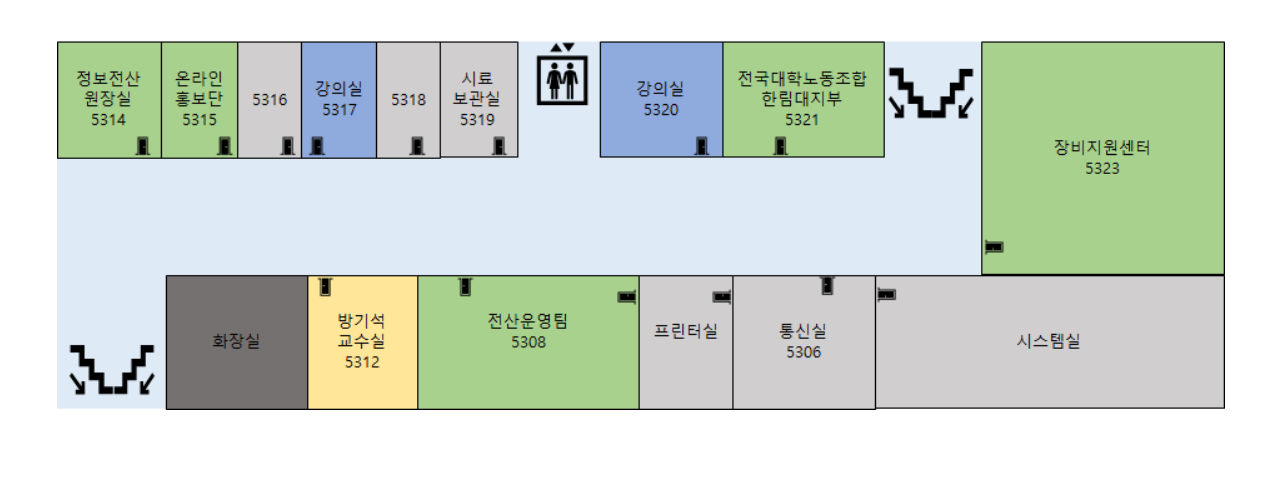 정보전산
원장실
5314
온라인
홍보단
5315
5316
강의실
5317
5318
시료
보관실
5319
강의실
5320
전국대학노동조합
한림대지부
5321
장비지원센터
5323
화장실
방기석
교수실
5312
전산운영팀
5308
프린터실
통신실
5306
시스템실